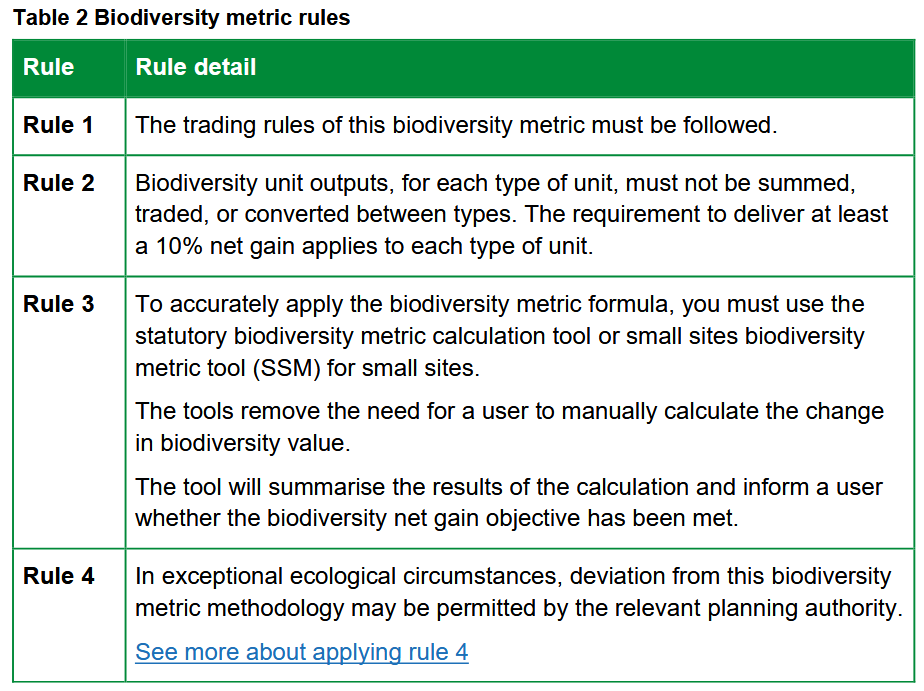 Table 2 Biodiversity metric rules
Rule
Rule detail
Rule 1
The trading rules of this biodiversity metric must be followed.
Rule 2
Biodiversity unit outputs, for each type of unit, must not be summed,
traded, or converted between types. The requirement to deliver at least
a 10% net gain applies to each type of unit.
Rule 3
To accurately apply the biodiversity metric formula, you must use the
statutory biodiversity metric calculation tool or small sites biodiversity
metric tool (SSM) for small sites.
The tools remove the need for a user to manually calculate the change
in biodiversity value.
The tool will summarise the results of the calculation and inform a user
whether the biodiversity net gain objective has been met.
Rule 4
In exceptional ecological circumstances, deviation from this biodiversity
metric methodology may be permitted by the relevant planning authority.
See more about applying rule 4